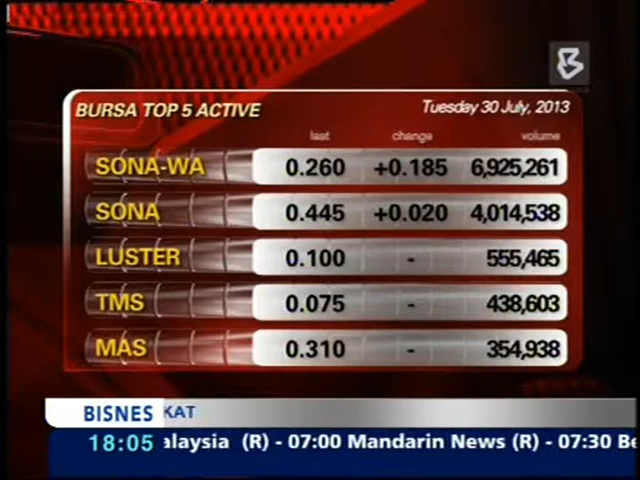 BURSA TOP 5 ACTIVE Tuesday 30 July, 2013
last change volume
SONA-WA 0.260 +0.185 6,925,261
SONA 0.445 +0.020 4,014,538
LUSTER 0.100 - 555,465
TMS 0.075 - 438,603
MAS 0.310 - 354,938
BISNES KAT
18:05 alaysia (R) - 07:00 Mandarin News (R) - 07:30 Be